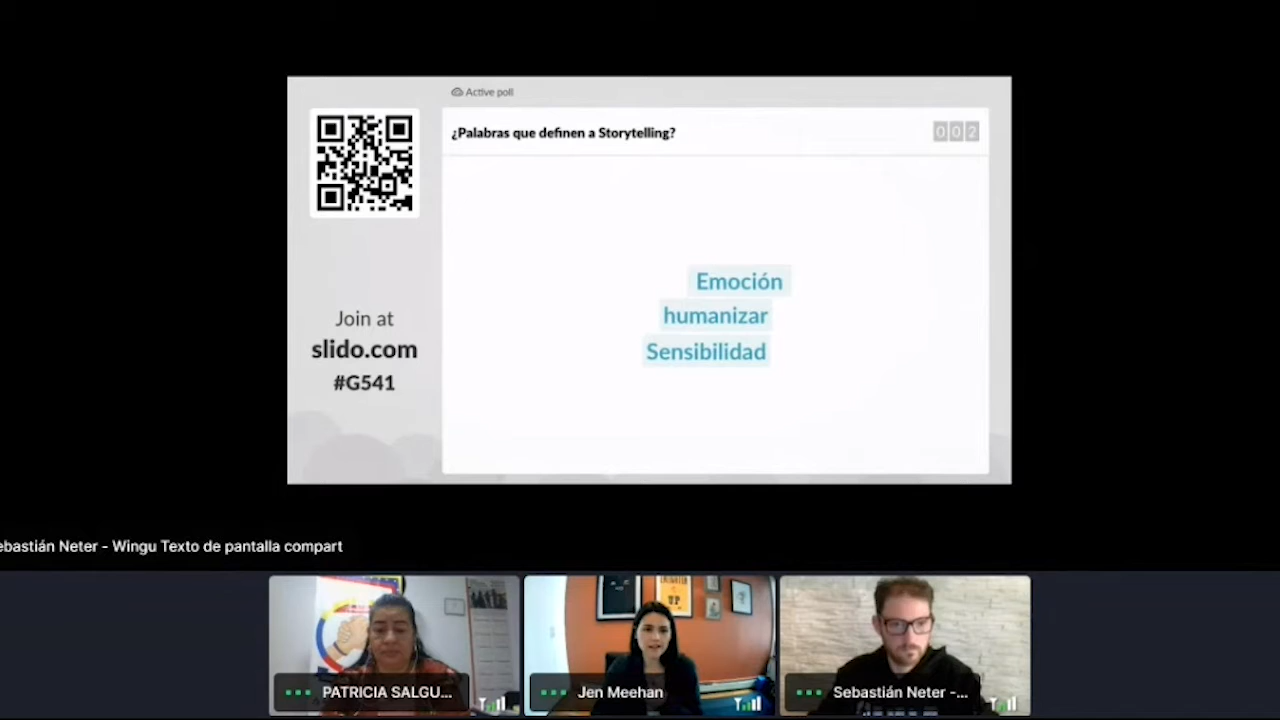 Active poll
¿Palabras que definen a Storytelling?
002
Emoción
humanizar
Sensibilidad
Join at
slido.com
#G541
ebastián Neter - Wingu Texto de pantalla compart
UP
PATRICIA SALGU...
Jen Meehan
Sebastián Neter -...